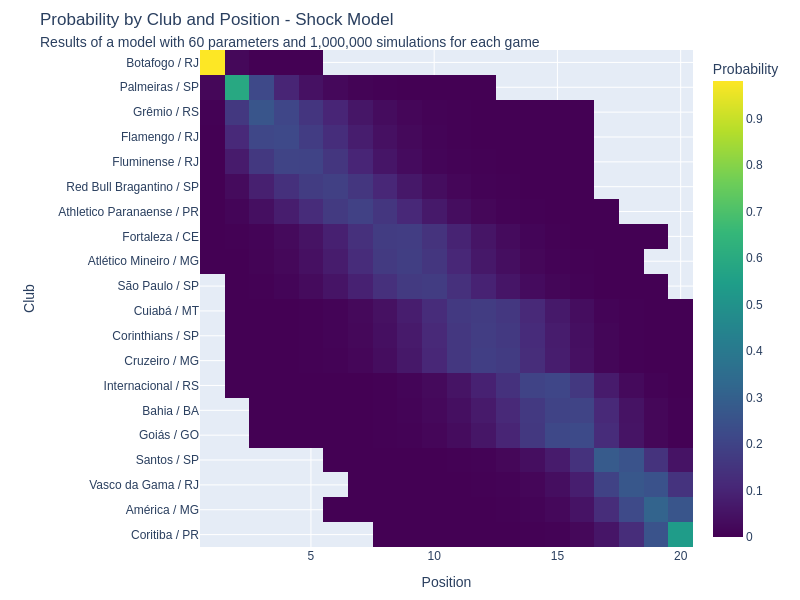 Probability by Club and Position - Shock Model
Results of a model with 60 parameters and 1,000,000 simulations for each game
Probability
Botafogo / RJ
Palmeiras / SP
Grêmio / RS
Flamengo / RJ
Fluminense / RJ
Red Bull Bragantino / SP
Athletico Paranaense / PR
Fortaleza / CE
Atlético Mineiro / MG
São Paulo / SP
Cuiabá / MT
Corinthians / SP
Cruzeiro / MG
Internacional / RS
Bahia / BA
Goiás / GO
Santos / SP
Vasco da Gama / RJ
América / MG
Coritiba / PR
Club
5
10
15
20
Position
0.9
0.8
0.7
0.6
0.5
0.4
0.3
0.2
0.1
0